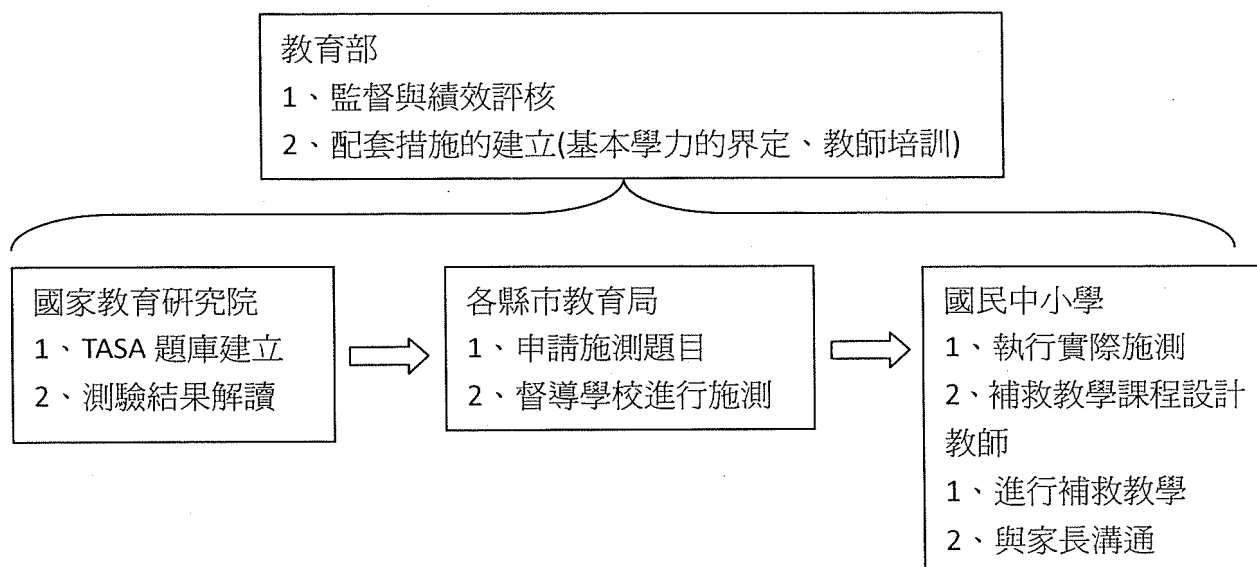 教育部
1、監督與績效評核
2、配套措施的建立(基本學力的界定、教師培訓)
國家教育研究院
1、TASA 題庫建立
2、測驗結果解讀
各縣市教育局
1、申請施測題目
2、督導學校進行施測
國民中小學
1、執行實際施測
2、補救教學課程設計
教師
1、進行補救教學
2、與家長溝通